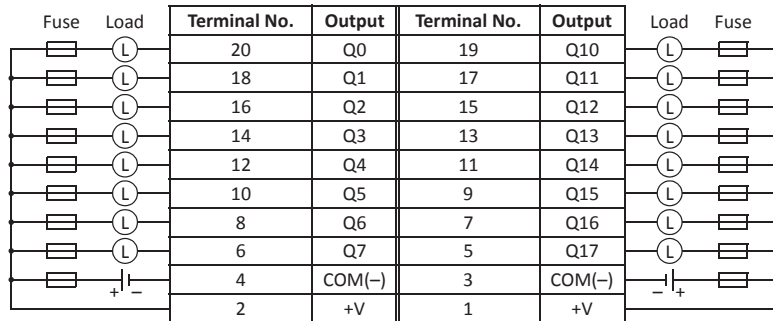 Fuse Load Terminal No. Output Terminal No. Output Load Fuse
L 20 Q0 19 Q10 L
L 18 Q1 17 Q11 L
L 16 Q2 15 Q12 L
L 14 Q3 13 Q13 L
L 12 Q4 11 Q14 L
L 10 Q5 9 Q15 L
L 8 Q6 7 Q16 L
L 6 Q7 5 Q17 L
+ – 4 COM(–) 3 COM(–) – +
2 +V 1 +V